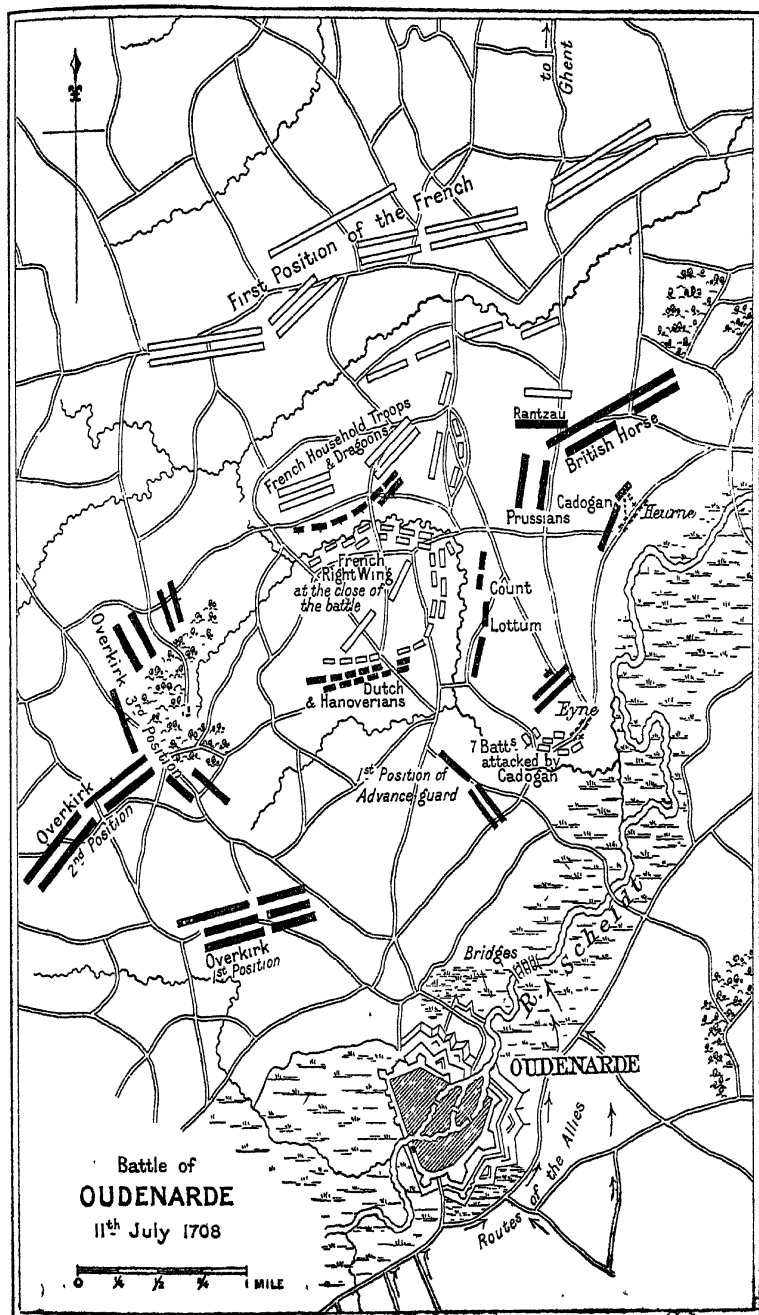 to
Ghent
First Position of the French
Rantzau
British Horse
French Household Troops
& Dragoons
Prussians
Cadogan
Heurne
French
Right Wing
at the close of
the battle
Count
Lottum
Overkirk
3rd Position
Dutch
& Hanoverians
Eyne
7 Batts
attacked by
Cadogan
1st Position of
Advance guard
Overkirk
2nd Position
Overkirk
1st Position
Bridges
R. Scheldt
OUDENARDE
Routes of the Allies
Battle of
OUDENARDE
11th July 1708
0 ¼ ½ ¾ 1 MILE